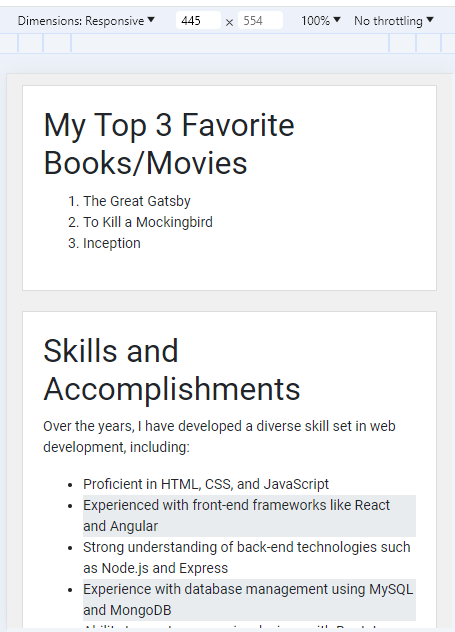 Dimensions: Responsive ▼ 445 × 554 100% ▼ No throttling ▼
My Top 3 Favorite
Books/Movies
1. The Great Gatsby
2. To Kill a Mockingbird
3. Inception
Skills and
Accomplishments
Over the years, I have developed a diverse skill set in web
development, including:
• Proficient in HTML, CSS, and JavaScript
• Experienced with front-end frameworks like React
and Angular
• Strong understanding of back-end technologies such
as Node.js and Express
• Experience with database management using MySQL
and MongoDB